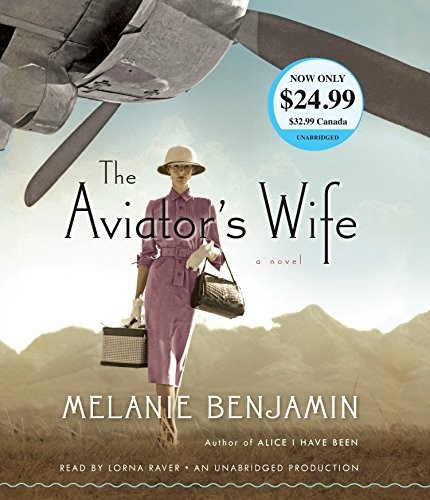 NOW ONLY
$24.99
$32.99 Canada
UNABRIDGED
The
Aviator's Wife
a novel
MELANIE BENJAMIN
Author of ALICE I HAVE BEEN
READ BY LORNA RAVER • AN UNABRIDGED PRODUCTION